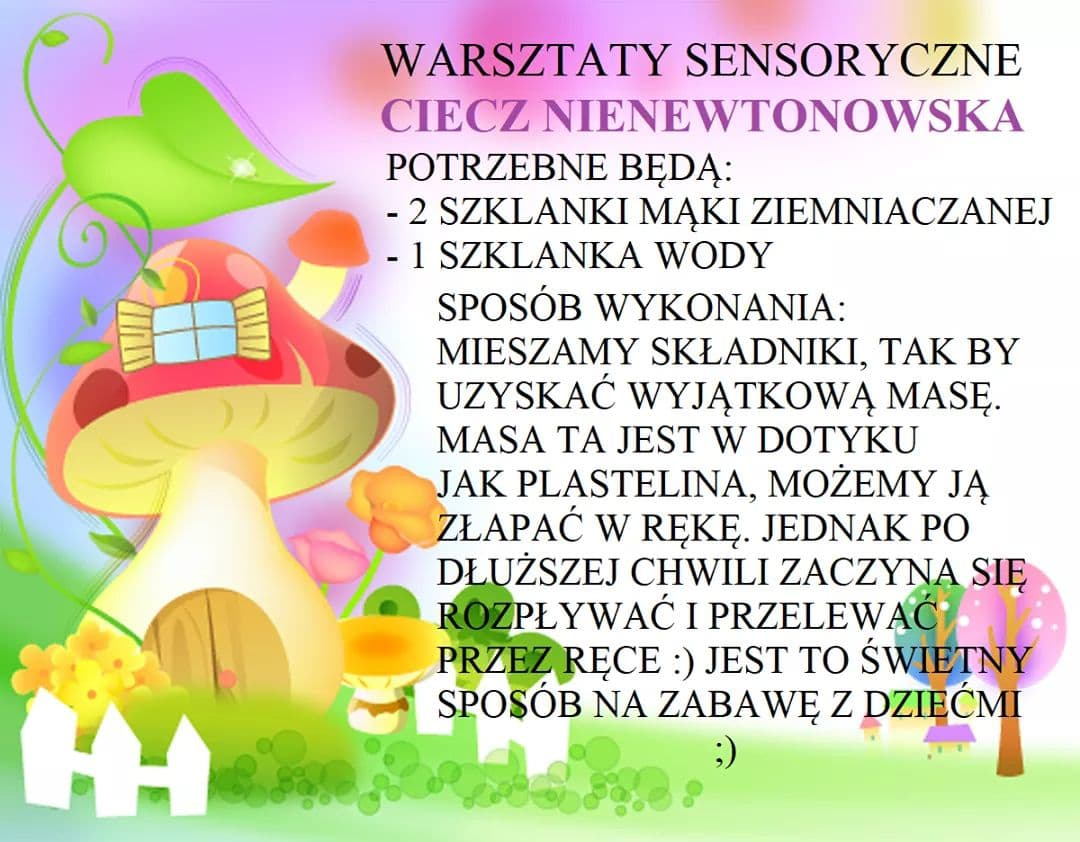 WARSZTATY SENSORYCZNE
CIECZ NIENEWTONOWSKA
POTRZEBNE BĘDĄ:
- 2 SZKLANKI MĄKI ZIEMNIACZANEJ
- 1 SZKLANKA WODY
SPOSÓB WYKONANIA:
MIESZAMY SKŁADNIKI, TAK BY
UZYSKAĆ WYJĄTKOWĄ MASĘ.
MASA TA JEST W DOTYKU
JAK PLASTELINA, MOŻEMY JĄ
ZŁAPAĆ W RĘKĘ. JEDNAK PO
DŁUŻSZEJ CHWILI ZACZYNA SIĘ
ROZPŁYWAĆ I PRZELEWAĆ
PRZEZ RĘCE :) JEST TO ŚWIETNY
SPOSÓB NA ZABAWĘ Z DZIEĆMI
;)